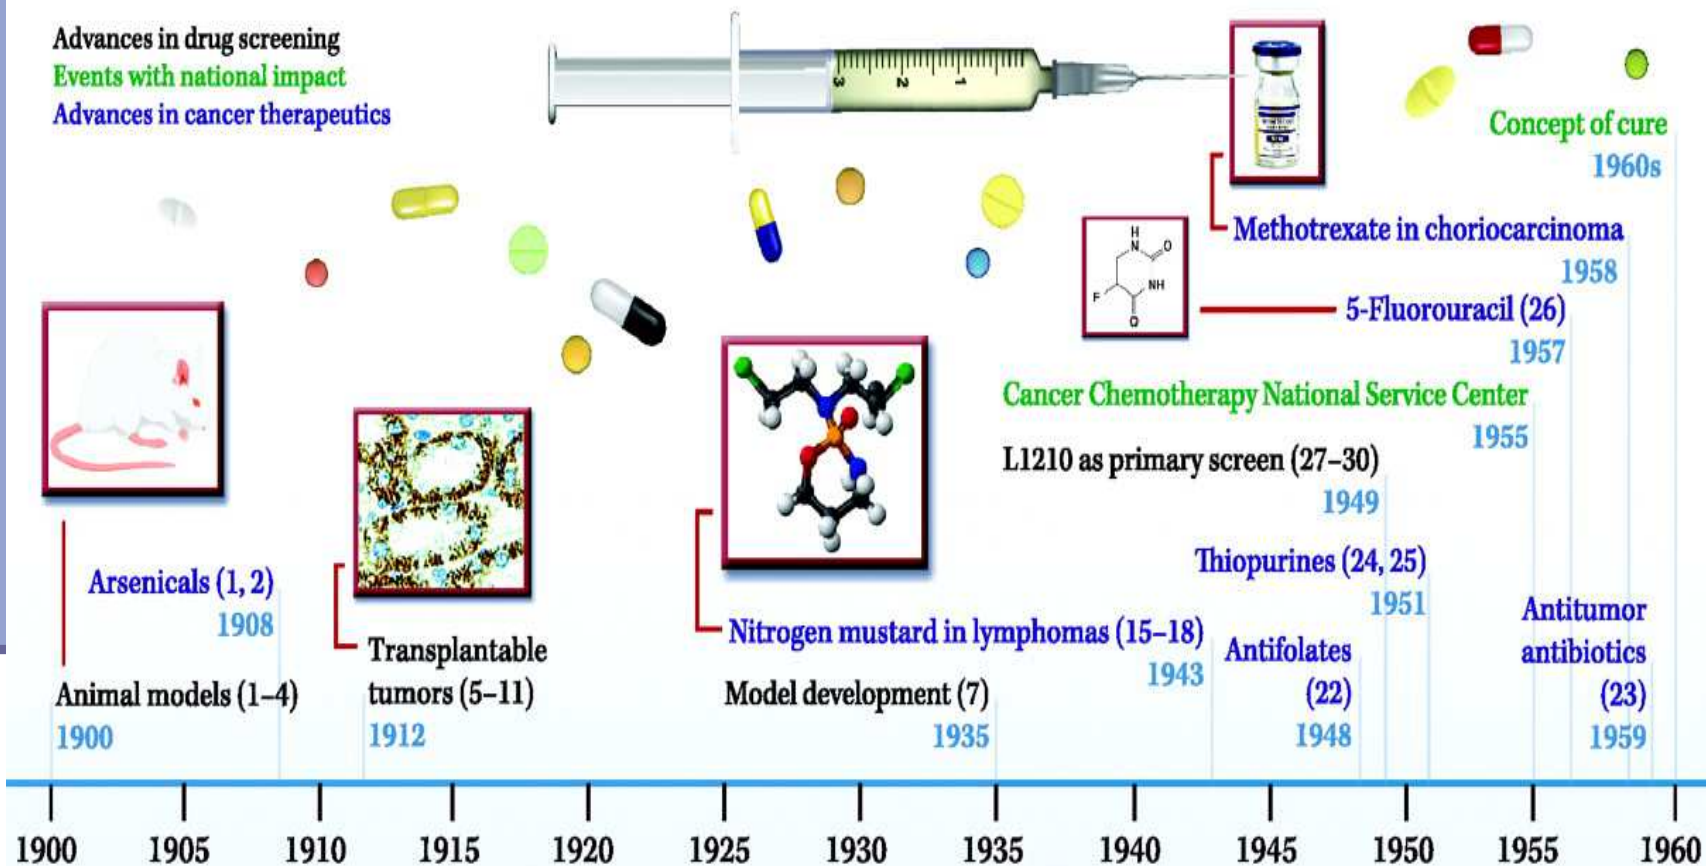 Advances in drug screening
Events with national impact
Advances in cancer therapeutics
3 2 1
Concept of cure
1960s
Methotrexate in choriocarcinoma
1958
H
N
O
NH
F
O
5-Fluorouracil (26)
1957
Cancer Chemotherapy National Service Center
1955
L1210 as primary screen (27–30)
1949
Thiopurines (24, 25)
1951
Arsenicals (1, 2)
1908
Animal models (1–4)
1900
Transplantable
tumors (5–11)
1912
Nitrogen mustard in lymphomas (15–18)
1943
Model development (7)
1935
Antifolates
(22)
1948
Antitumor
antibiotics
(23)
1959
1900 1905 1910 1915 1920 1925 1930 1935 1940 1945 1950 1955 1960